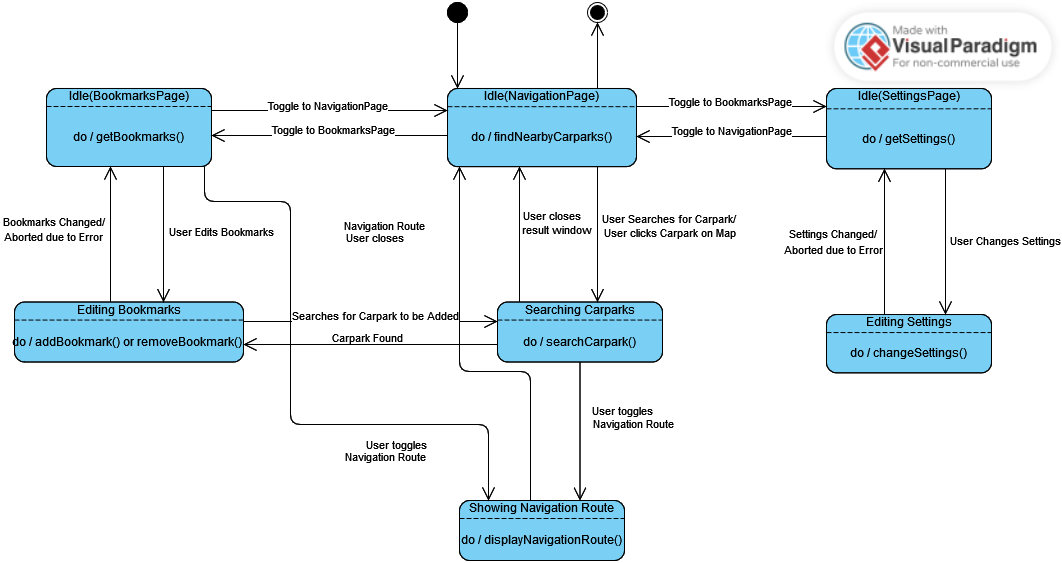 Made with
Visual Paradigm
For non-commercial use
Idle(BookmarksPage)
do / getBookmarks()
Toggle to NavigationPage
Toggle to BookmarksPage
Idle(NavigationPage)
do / findNearbyCarparks()
Toggle to BookmarksPage
Toggle to NavigationPage
Idle(SettingsPage)
do / getSettings()
Bookmarks Changed/
Aborted due to Error
User Edits Bookmarks
Navigation Route
User closes
User closes
result window
User Searches for Carpark/
User clicks Carpark on Map
Settings Changed/
Aborted due to Error
User Changes Settings
Editing Bookmarks
do / addBookmark() or removeBookmark()
Searches for Carpark to be Added
Carpark Found
Searching Carparks
do / searchCarpark()
Editing Settings
do / changeSettings()
User toggles
Navigation Route
User toggles
Navigation Route
Showing Navigation Route
do / displayNavigationRoute()